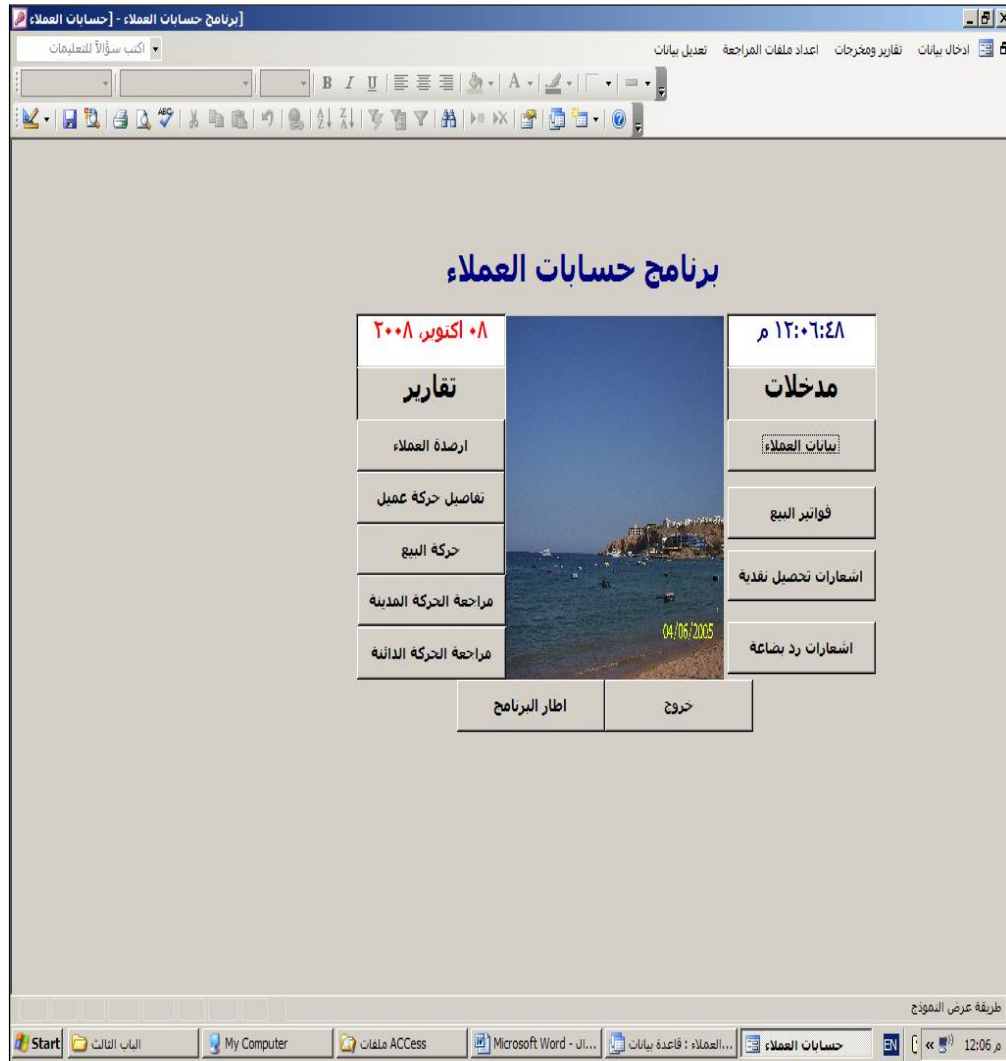 [برنامج حسابات العملاء - [حسابات العملاء
ادخال بيانات تقارير ومخرجات اعداد ملفات المراجعة تعديل بيانات
اكتب سؤالاً للتعليمات
B I U A
برنامج حسابات العملاء
١٢:٠٦:٤٨ م
٠٨ اكتوبر، ٢٠٠٨
مدخلات
تقارير
بيانات العملاء
ارصدة العملاء
فواتير البيع
تفاصيل حركة عميل
حركة البيع
اشعارات تحصيل نقدية
مراجعة الحركة المدينة
اشعارات رد بضاعة
مراجعة الحركة الدائنة
04/06/2005
خروج
اطار البرنامج
طريقة عرض النموذج
Start
الباب الثالث
My Computer
ملفات ACCess
Microsoft Word - ال...
العملاء : قاعدة بيانات...
حسابات العملاء
EN
12:06 م